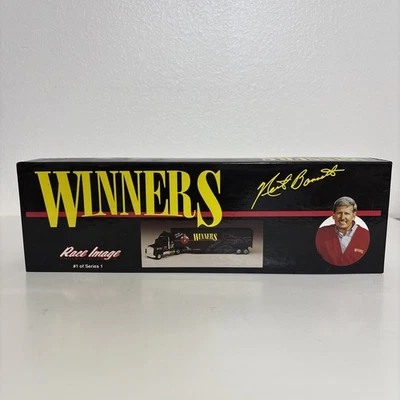 WINNERS
Race Image
#1 of Series 1
WINNERS